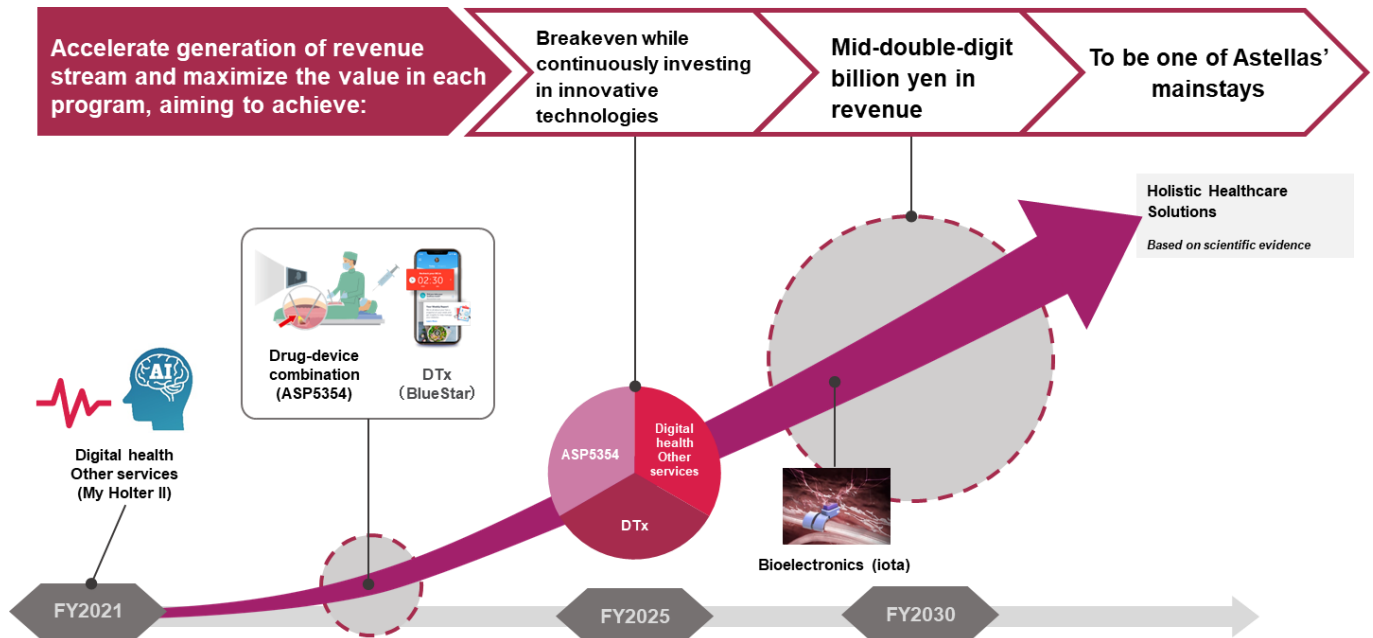 Accelerate generation of revenue
stream and maximize the value in each
program, aiming to achieve:
Breakeven while
continuously investing
in innovative
technologies
Mid-double-digit
billion yen in
revenue
To be one of Astellas’
mainstays
Holistic Healthcare
Solutions
Based on scientific evidence
02:30
Drug-device
combination
(ASP5354)
DTx
(BlueStar)
AI
Digital health
Other services
(My Holter II)
ASP5354
Digital
health
Other
services
DTx
Bioelectronics (iota)
FY2021
FY2025
FY2030